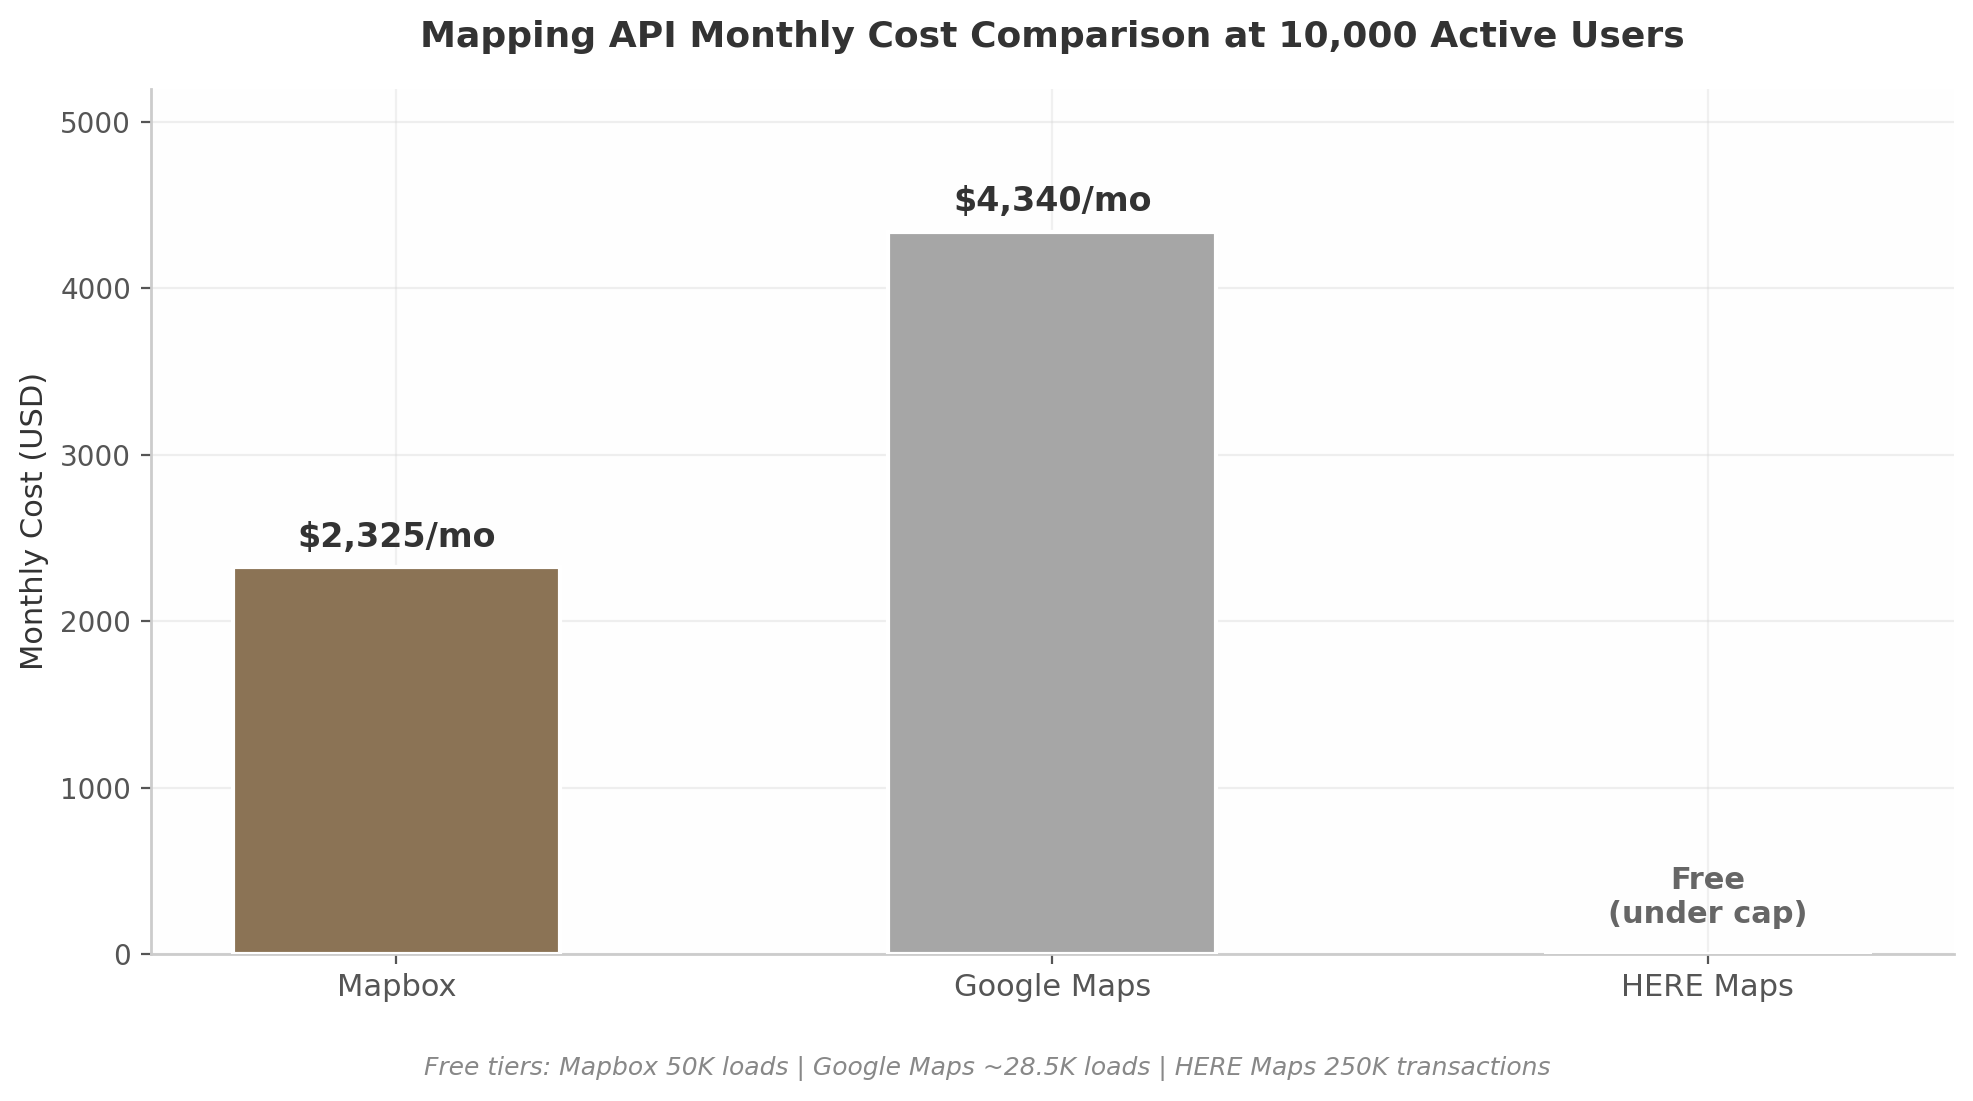 Mapping API Monthly Cost Comparison at 10,000 Active Users
Monthly Cost (USD)
5000
4000
3000
2000
1000
0
$2,325/mo
$4,340/mo
Free
(under cap)
Mapbox
Google Maps
HERE Maps
Free tiers: Mapbox 50K loads | Google Maps ~28.5K loads | HERE Maps 250K transactions